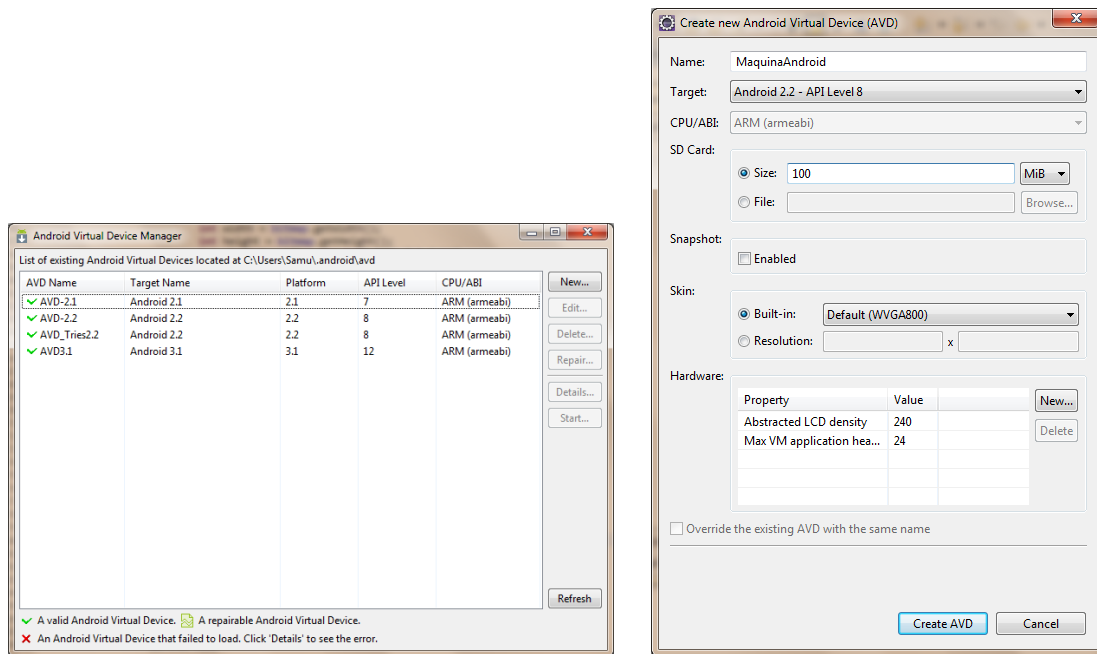 Android Virtual Device Manager
List of existing Android Virtual Devices located at C:\Users\Samu\.android\avd
AVD Name Target Name Platform API Level CPU/ABI
AVD-2.1 Android 2.1 2.1 7 ARM (armeabi)
AVD-2.2 Android 2.2 2.2 8 ARM (armeabi)
AVD_Tries2.2 Android 2.2 2.2 8 ARM (armeabi)
AVD3.1 Android 3.1 3.1 12 ARM (armeabi)
New...
Edit...
Delete...
Repair...
Details...
Start...
Refresh
A valid Android Virtual Device. A repairable Android Virtual Device.
An Android Virtual Device that failed to load. Click 'Details' to see the error.
Create new Android Virtual Device (AVD)
Name: MaquinaAndroid
Target: Android 2.2 - API Level 8
CPU/ABI: ARM (armeabi)
SD Card:
Size: 100 MiB
File: Browse...
Snapshot:
Enabled
Skin:
Built-in: Default (WVGA800)
Resolution: x
Hardware:
Property Value New...
Abstracted LCD density 240
Delete
Max VM application hea... 24
Override the existing AVD with the same name
Create AVD Cancel